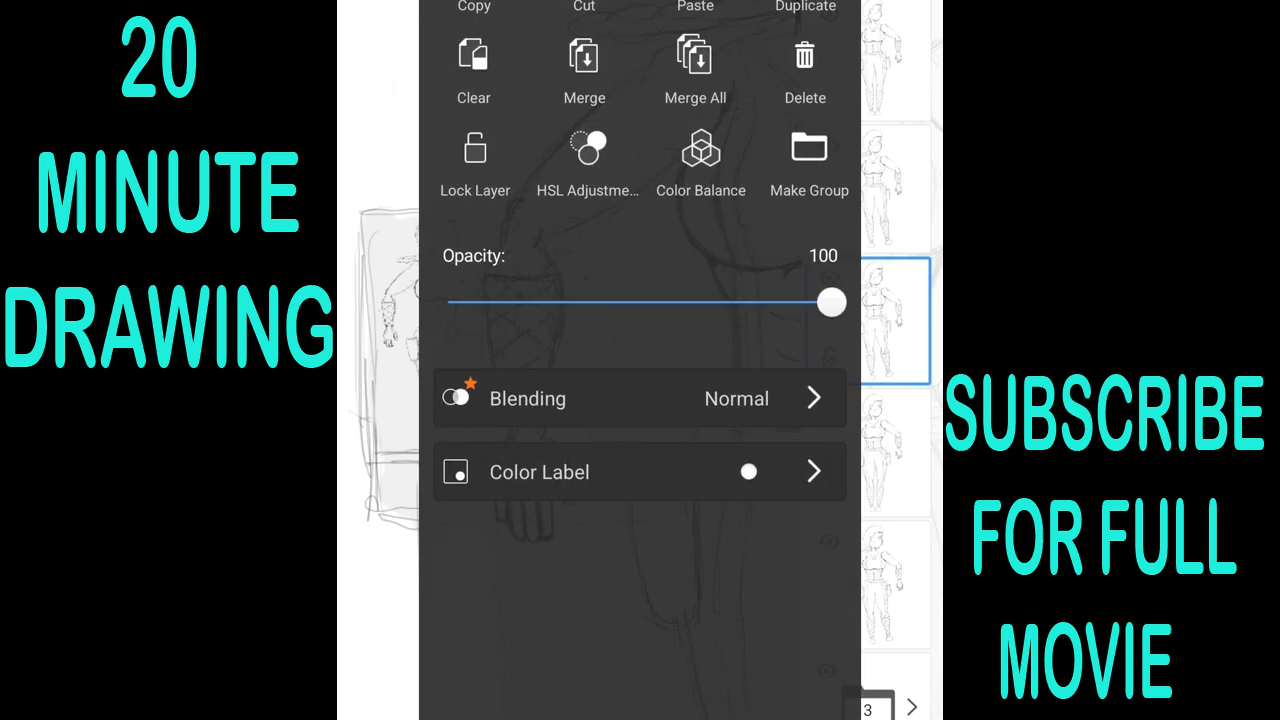 20
MINUTE
DRAWING
Copy Cut Paste Duplicate
Clear Merge Merge All Delete
Lock Layer HSL Adjustme... Color Balance Make Group
Opacity: 100
Blending Normal
Color Label
3
SUBSCRIBE
FOR FULL
MOVIE